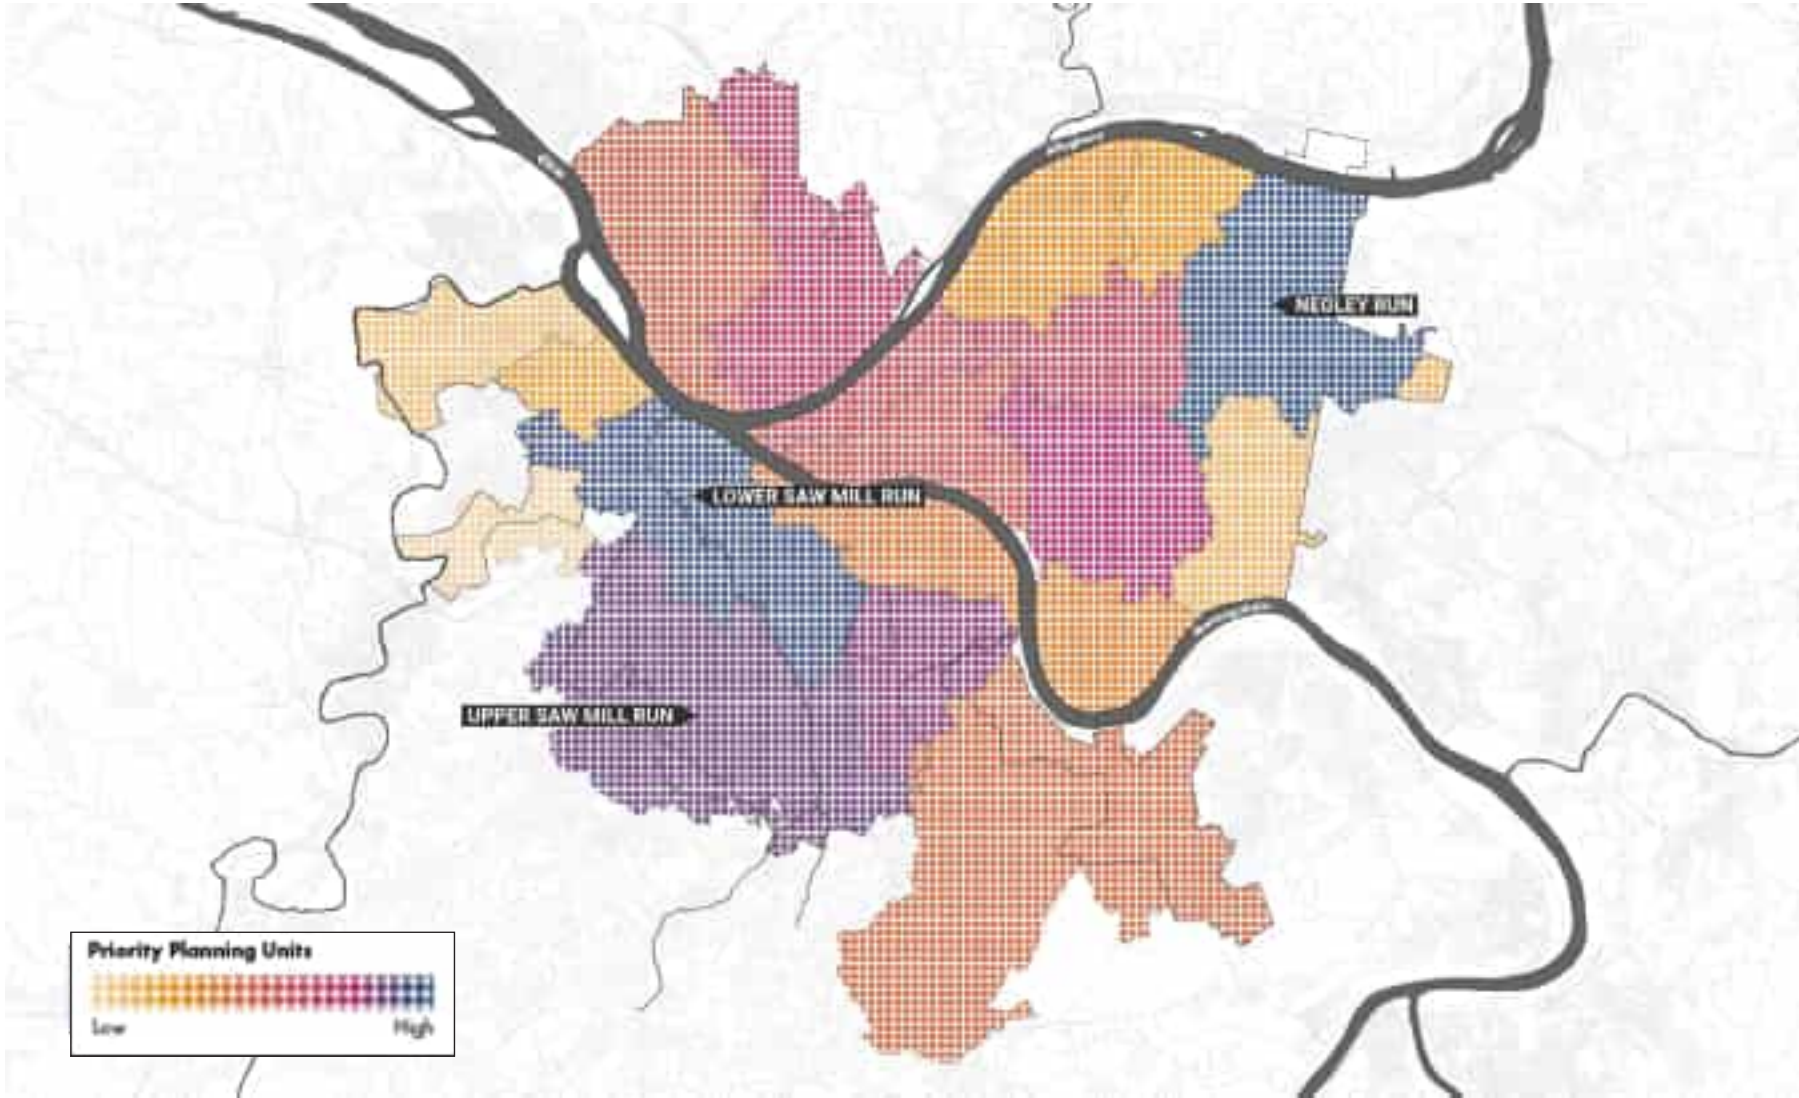 NEGLEY RUN
LOWER SAW MILL RUN
UPPER SAW MILL RUN
Priority Planning Units
Low
High